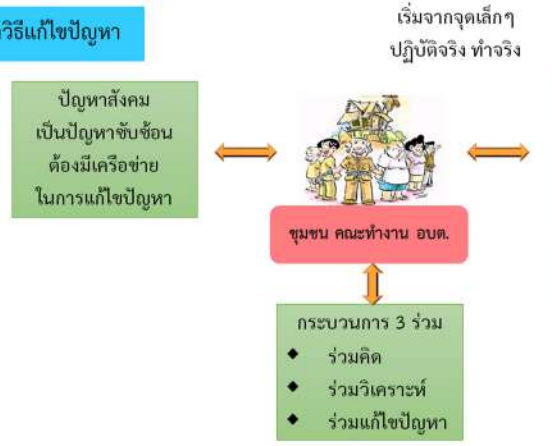 วิธีแก้ไขปัญหา
เริ่มจากจุดเล็กๆ
ปฏิบัติจริง ทำจริง
ปัญหาสังคม
เป็นปัญหาซับซ้อน
ต้องมีเครือข่าย
ในการแก้ไขปัญหา
ชุมชน คณะทำงาน อบต.
กระบวนการ 3 ร่วม
◆ ร่วมคิด
◆ ร่วมวิเคราะห์
◆ ร่วมแก้ไขปัญหา